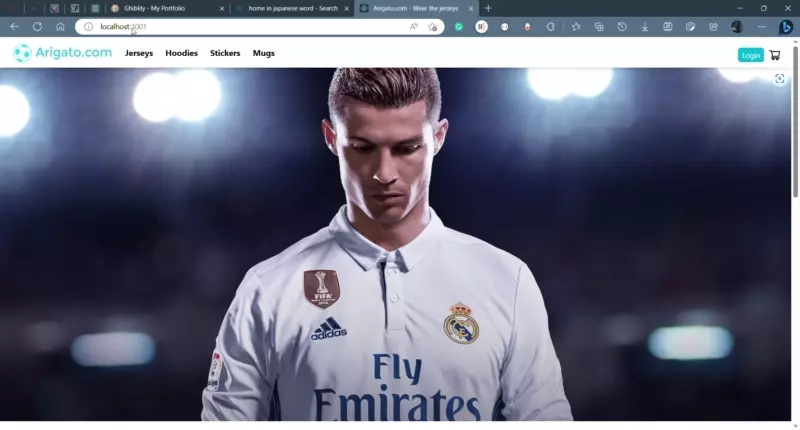 Ghiblily - My Portfolio
home in japanese word - Search
Arigato.com - Wear the jerseys
localhost:3001
Arigato.com
Jerseys
Hoodies
Stickers
Mugs
Login
FIFA
adidas
Fly
Emirates